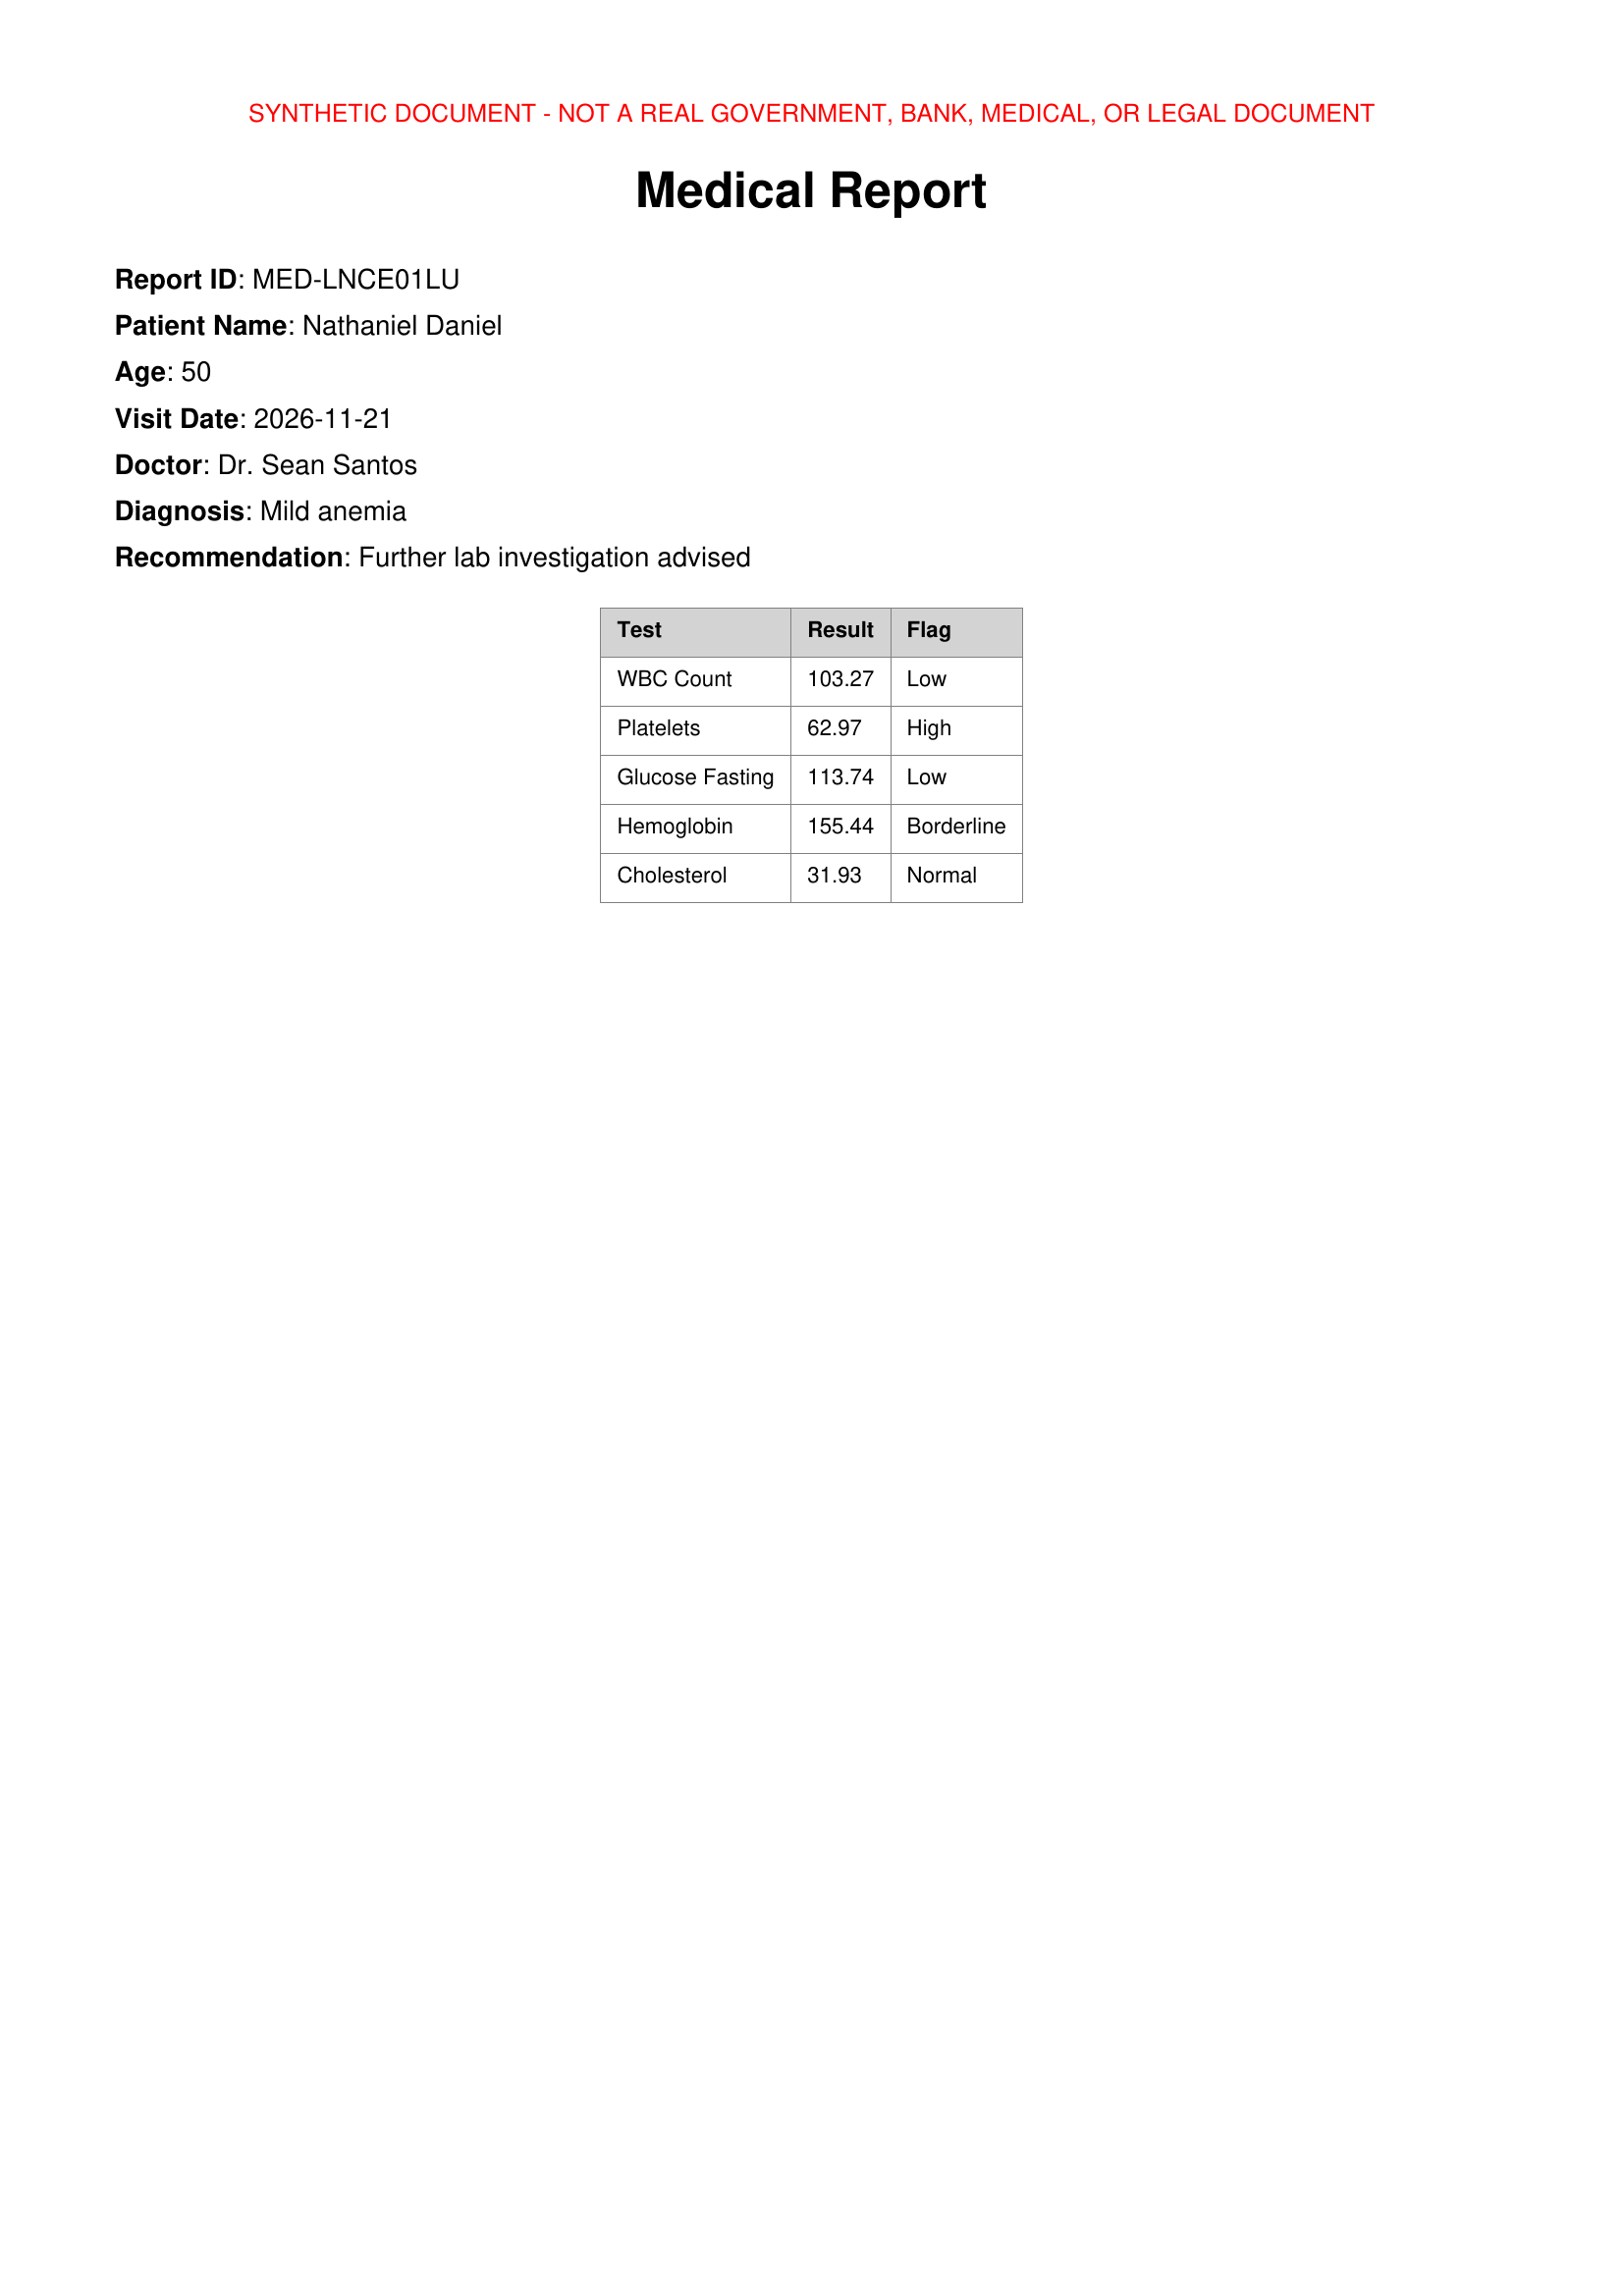 SYNTHETIC DOCUMENT - NOT A REAL GOVERNMENT, BANK, MEDICAL, OR LEGAL DOCUMENT
Medical Report
Report ID: MED-LNCE01LU
Patient Name: Nathaniel Daniel
Age: 50
Visit Date: 2026-11-21
Doctor: Dr. Sean Santos
Diagnosis: Mild anemia
Recommendation: Further lab investigation advised
Test Result Flag
WBC Count 103.27 Low
Platelets 62.97 High
Glucose Fasting 113.74 Low
Hemoglobin 155.44 Borderline
Cholesterol 31.93 Normal